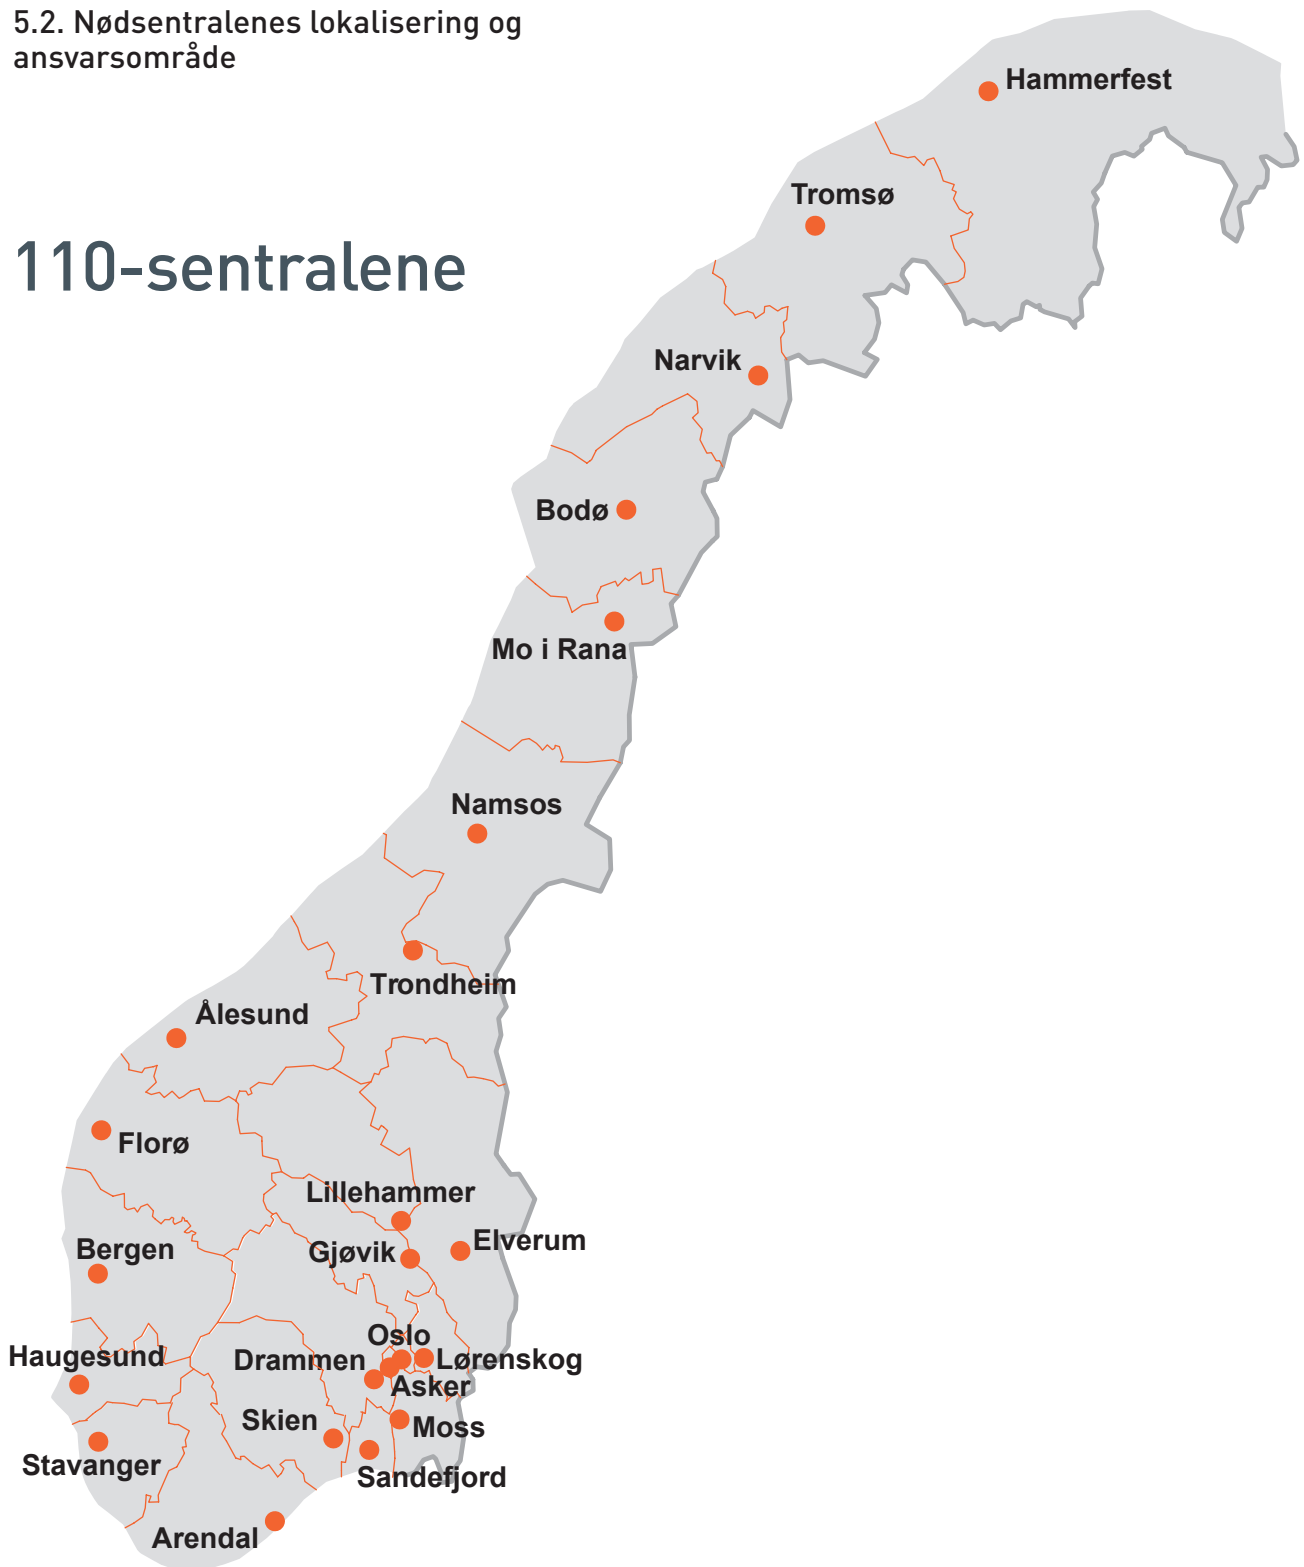 5.2. Nødsentralenes lokalisering og
ansvarsområde
110-sentralene
Hammerfest
Tromsø
Narvik
Bodø
Mo i Rana
Namsos
Trondheim
Ålesund
Florø
Lillehammer
Elverum
Gjøvik
Bergen
Oslo
Haugesund
Drammen
Lørenskog
Asker
Skien
Moss
Stavanger
Sandefjord
Arendal